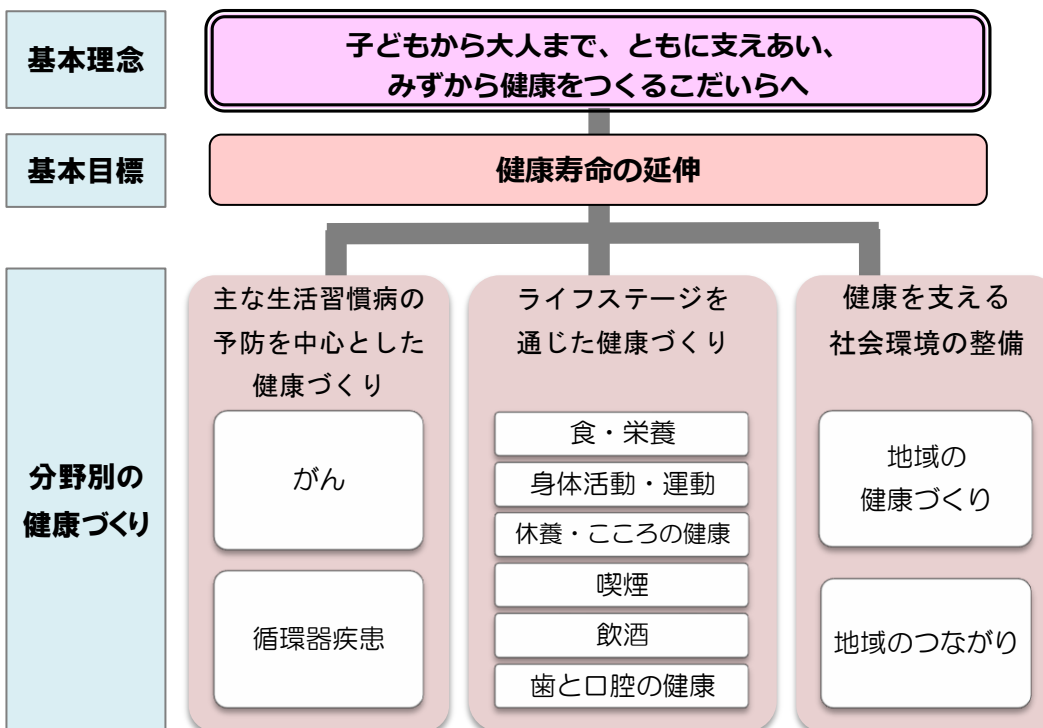 基本理念
子どもから大人まで、ともに支えあい、
みずから健康をつくるこだいらへ
基本目標
健康寿命の延伸
分野別の
健康づくり
主な生活習慣病の
予防を中心とした
健康づくり
がん
循環器疾患
ライフステージを
通じた健康づくり
食・栄養
身体活動・運動
休養・こころの健康
喫煙
飲酒
歯と口腔の健康
健康を支える
社会環境の整備
地域の
健康づくり
地域のつながり